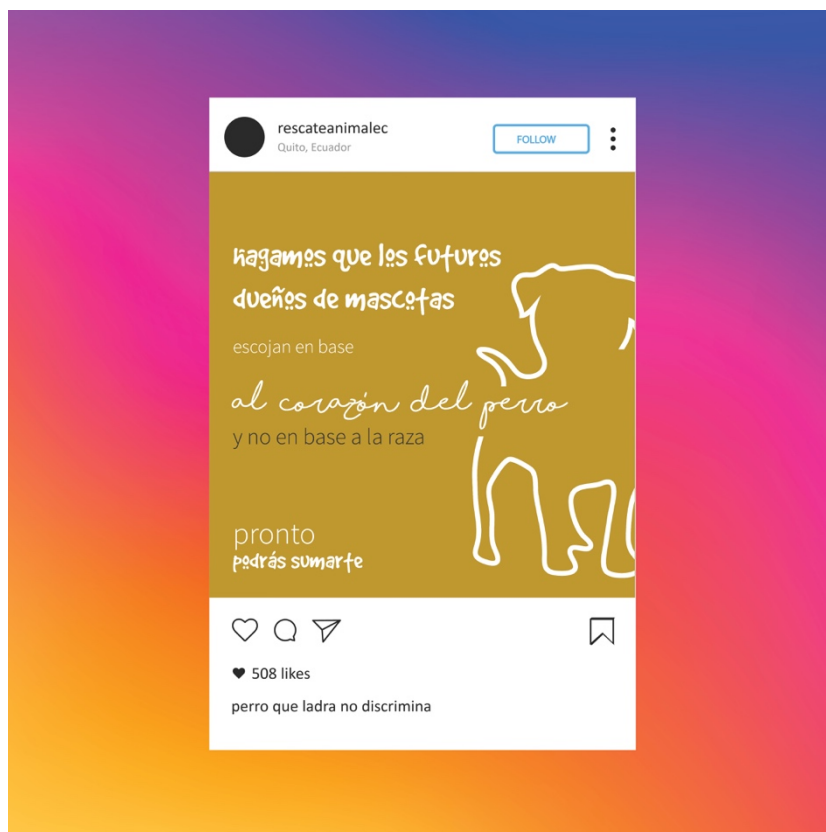 rescateanimalec
Quito, Ecuador
FOLLOW
hagamos que los futuros
dueños de mascotas
escojan en base
al corazón del perro
y no en base a la raza
pronto
podrás sumarte
508 likes
perro que ladra no discrimina